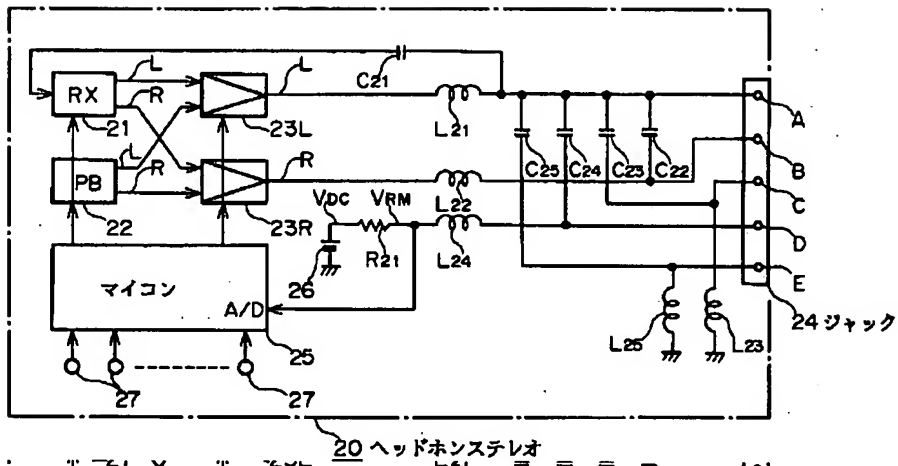 L
C21
RX
R
L
A
21
23L
L21
B
PB
L
R
R
C25
C24
C23
C22
C
22
23R
VDC
VRM
L22
D
26
R21
L24
E
マイコン
A/D
25
L25
L23
24 ジャック
27
27
20 ヘッドホンステレオ